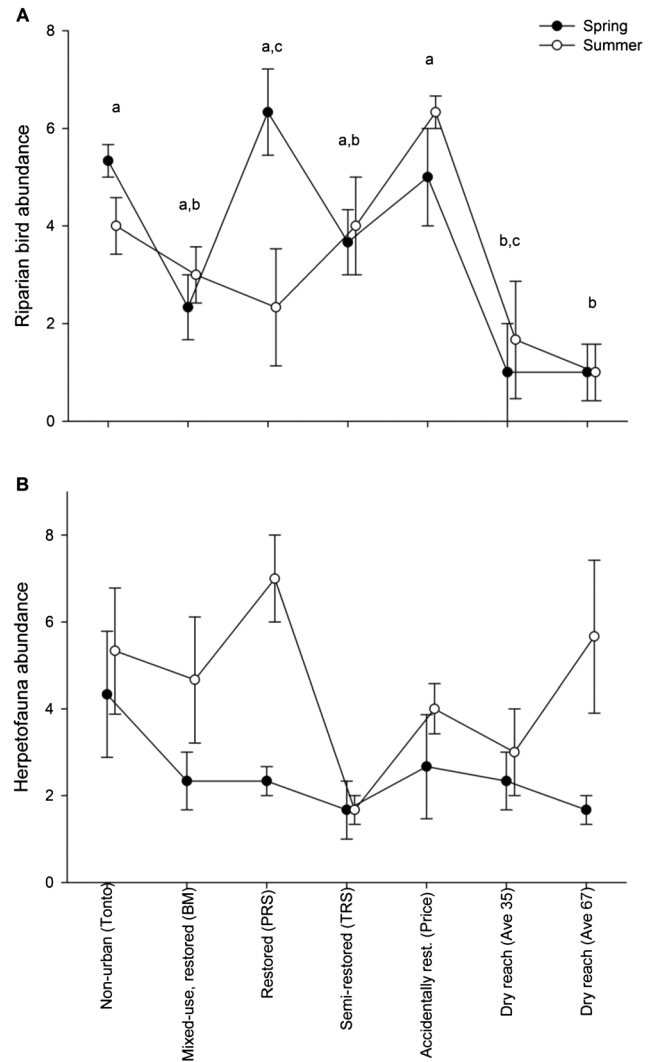 A
8
Spring
Summer
a,c
a
6
a
a,b
a,b
4
b,c
b
2
0
Riparian bird abundance
B
8
6
4
2
0
Herpetofauna abundance
Non-urban (Tonto)
Mixed-use, restored (BM)
Restored (PRS)
Semi-restored (TRS)
Accidentally rest. (Price)
Dry reach (Ave 35)
Dry reach (Ave 67)